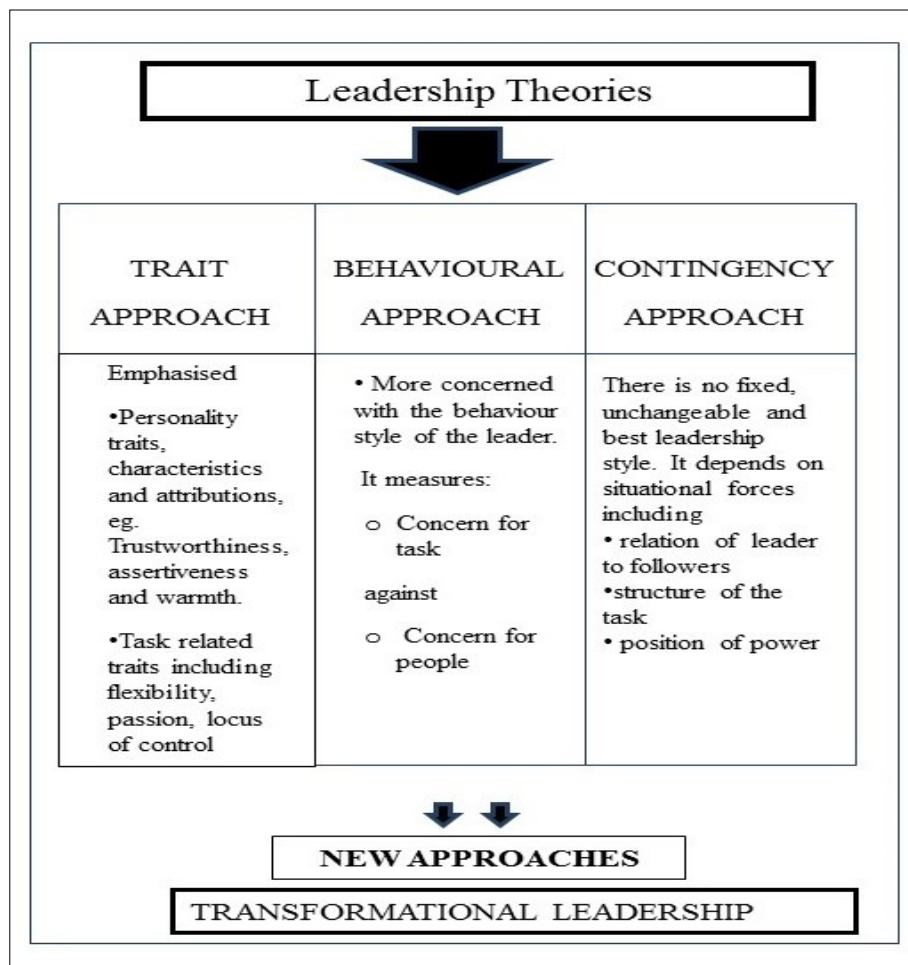 Leadership Theories
TRAIT
APPROACH
BEHAVIOURAL
APPROACH
CONTINGENCY
APPROACH
Emphasised
•Personality
traits,
characteristics
and attributions,
eg.
Trustworthiness,
assertiveness
and warmth.
•Task related
traits including
flexibility,
passion, locus
of control
• More concerned
with the behaviour
style of the leader.
It measures:
o Concern for
task
against
o Concern for
people
There is no fixed,
unchangeable and
best leadership
style. It depends on
situational forces
including
• relation of leader
to followers
•structure of the
task
• position of power
NEW APPROACHES
TRANSFORMATIONAL LEADERSHIP